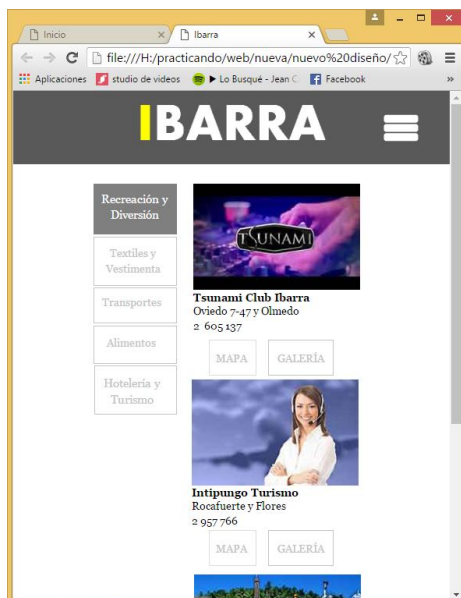 Inicio
Ibarra
file:///H:/practicando/web/nueva/nuevo%20diseño/
Aplicaciones
studio de videos
Lo Busqué - Jean C
Facebook
»
IBARRA
Recreación y
Diversión
Textiles y
Vestimenta
Transportes
Alimentos
Hotelería y
Turismo
TSUNAMI
Tsunami Club Ibarra
Oviedo 7-47 y Olmedo
2 605 137
MAPA GALERÍA
Intipungo Turismo
Rocafuerte y Flores
2 957 766
MAPA GALERÍA